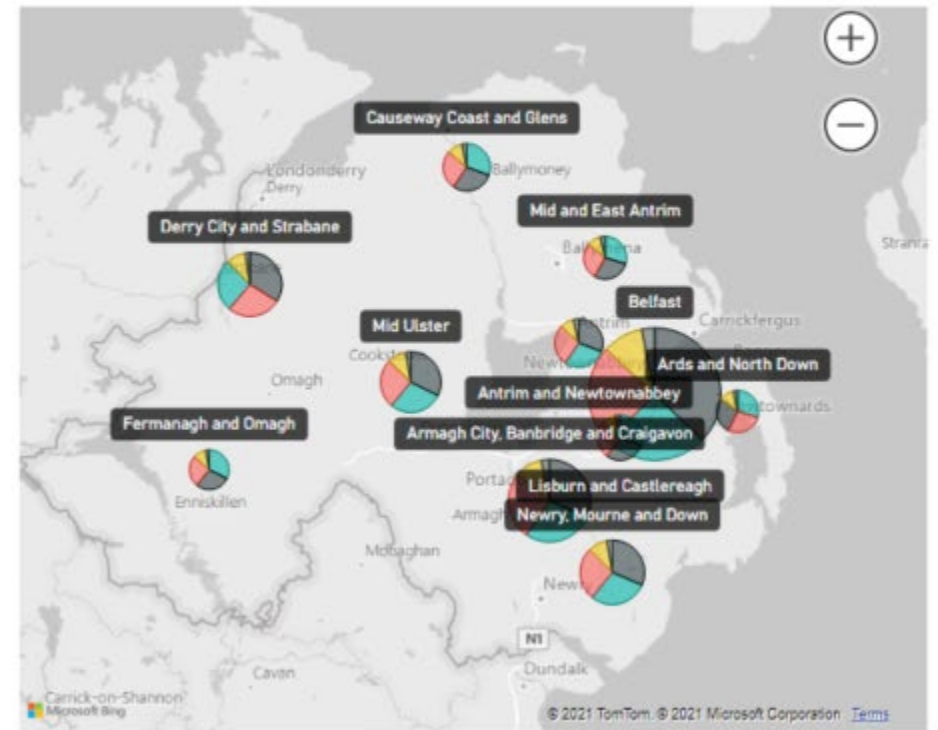 +
Causeway Coast and Glens
Londonderry
Derry
Ballymoney
−
Mid and East Antrim
Derry City and Strabane
Stranra
Belfast
Mid Ulster
Carrickfergus
Antrim
Cookst
Ards and North Down
Omagh
Antrim and Newtownabbey
Fermanagh and Omagh
Armagh City, Banbridge and Craigavon
Enniskillen
Lisburn and Castlereagh
Armagh
Newry, Mourne and Down
Monaghan
N1
Cavan
Dundalk
Carrick-on-Shannon
Microsoft Bing
© 2021 TomTom. © 2021 Microsoft Corporation Terms